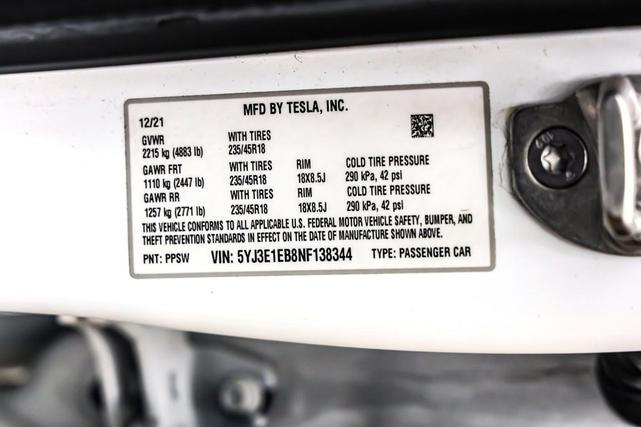 MFD BY TESLA, INC.
12/21
GVWR WITH TIRES
2215 kg (4883 lb) 235/45R18
GAWR FRT WITH TIRES RIM COLD TIRE PRESSURE
1110 kg (2447 lb) 235/45R18 18X8.5J 290 kPa, 42 psi
GAWR RR WITH TIRES RIM COLD TIRE PRESSURE
1257 kg (2771 lb) 235/45R18 18X8.5J 290 kPa, 42 psi
THIS VEHICLE CONFORMS TO ALL APPLICABLE U.S. FEDERAL MOTOR VEHICLE SAFETY, BUMPER, AND
THEFT PREVENTION STANDARDS IN EFFECT ON THE DATE OF MANUFACTURE SHOWN ABOVE.
PNT: PPSW VIN: 5YJ3E1EB8NF138344 TYPE: PASSENGER CAR